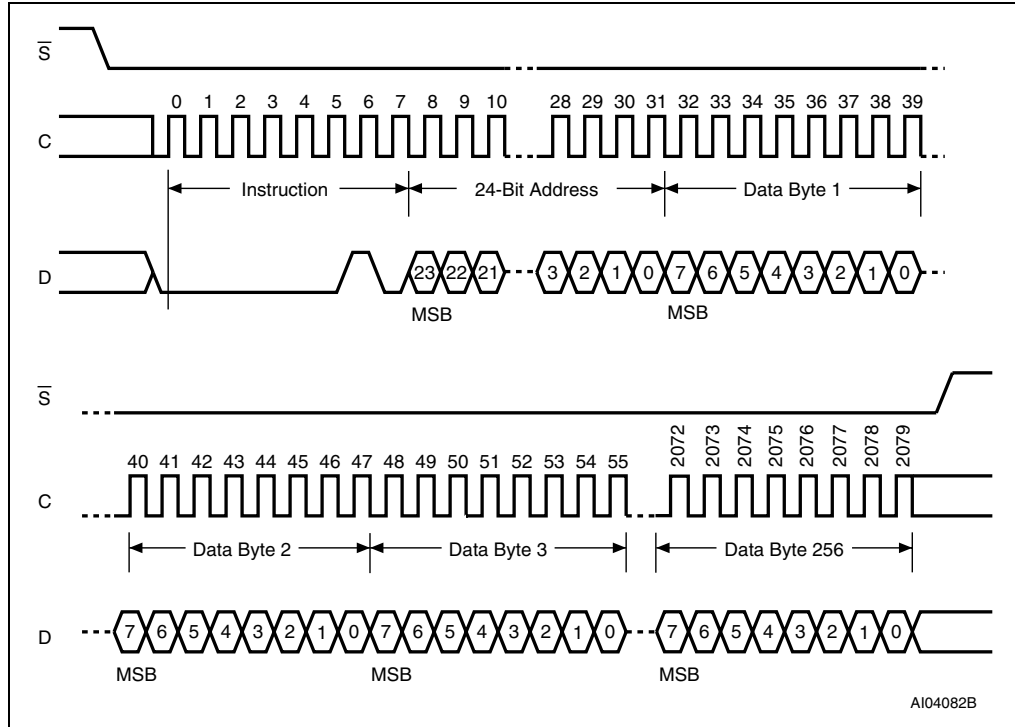 S̅
0 1 2 3 4 5 6 7 8 9 10 28 29 30 31 32 33 34 35 36 37 38 39
C
Instruction 24-Bit Address Data Byte 1
D
23 22 21 3 2 1 0 7 6 5 4 3 2 1 0
MSB MSB
S̅
40 41 42 43 44 45 46 47 48 49 50 51 52 53 54 55 2072 2073 2074 2075 2076 2077 2078 2079
C
Data Byte 2 Data Byte 3 Data Byte 256
D
7 6 5 4 3 2 1 0 7 6 5 4 3 2 1 0 7 6 5 4 3 2 1 0
MSB MSB MSB
AI04082B